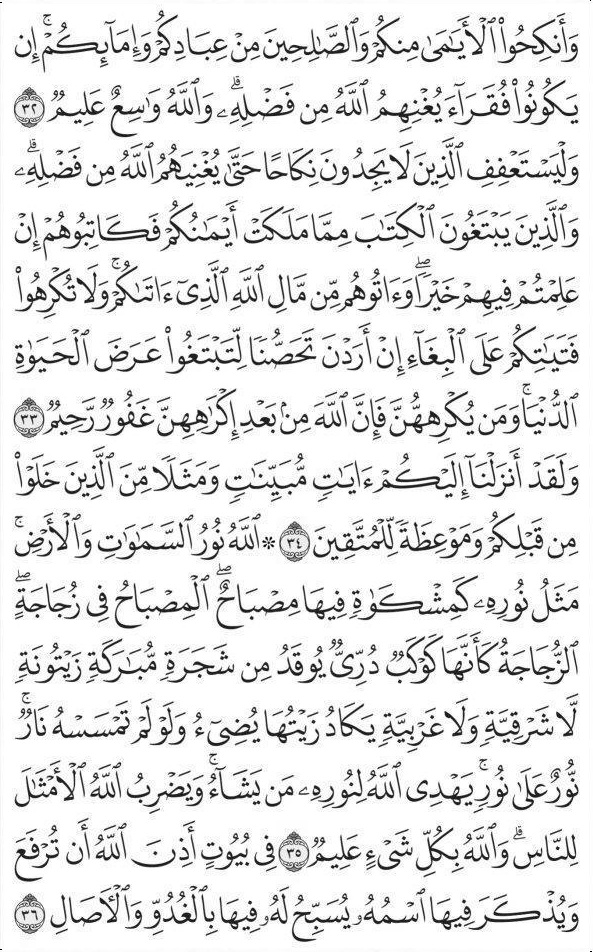 وَأَنكِحُوا۟ ٱلْأَيَـٰمَىٰ مِنكُمْ وَٱلصَّـٰلِحِينَ مِنْ عِبَادِكُمْ وَإِمَآئِكُمْ ۚ إِن
يَكُونُوا۟ فُقَرَآءَ يُغْنِهِمُ ٱللَّهُ مِن فَضْلِهِۦ ۗ وَٱللَّهُ وَٰسِعٌ عَلِيمٌ ٣٢
وَلْيَسْتَعْفِفِ ٱلَّذِينَ لَا يَجِدُونَ نِكَاحًا حَتَّىٰ يُغْنِيَهُمُ ٱللَّهُ مِن فَضْلِهِۦ ۗ
وَٱلَّذِينَ يَبْتَغُونَ ٱلْكِتَـٰبَ مِمَّا مَلَكَتْ أَيْمَـٰنُكُمْ فَكَاتِبُوهُمْ إِنْ
عَلِمْتُمْ فِيهِمْ خَيْرًا ۖ وَءَاتُوهُم مِّن مَّالِ ٱللَّهِ ٱلَّذِىٓ ءَاتَىٰكُمْ ۚ وَلَا تُكْرِهُوا۟
فَتَيَـٰتِكُمْ عَلَى ٱلْبِغَآءِ إِنْ أَرَدْنَ تَحَصُّنًا لِّتَبْتَغُوا۟ عَرَضَ ٱلْحَيَوٰةِ
ٱلدُّنْيَا ۚ وَمَن يُكْرِههُّنَّ فَإِنَّ ٱللَّهَ مِنۢ بَعْدِ إِكْرَٰهِهِنَّ غَفُورٌ رَّحِيمٌ ٣٣
وَلَقَدْ أَنزَلْنَآ إِلَيْكُمْ ءَايَـٰتٍ مُّبَيِّنَـٰتٍ وَمَثَلًا مِّنَ ٱلَّذِينَ خَلَوْا۟
مِن قَبْلِكُمْ وَمَوْعِظَةً لِّلْمُتَّقِينَ ٣٤ * ٱللَّهُ نُورُ ٱلسَّمَـٰوَٰتِ وَٱلْأَرْضِ ۚ
مَثَلُ نُورِهِۦ كَمِشْكَوٰةٍ فِيهَا مِصْبَاحٌ ۖ ٱلْمِصْبَاحُ فِى زُجَاجَةٍ ۖ
ٱلزُّجَاجَةُ كَأَنَّهَا كَوْكَبٌ دُرِّىٌّ يُوقَدُ مِن شَجَرَةٍ مُّبَـٰرَكَةٍ زَيْتُونَةٍ
لَّا شَرْقِيَّةٍ وَلَا غَرْبِيَّةٍ يَكَادُ زَيْتُهَا يُضِىٓءُ وَلَوْ لَمْ تَمْسَسْهُ نَارٌ ۚ
نُّورٌ عَلَىٰ نُورٍ ۗ يَهْدِى ٱللَّهُ لِنُورِهِۦ مَن يَشَآءُ ۚ وَيَضْرِبُ ٱللَّهُ ٱلْأَمْثَـٰلَ
لِلنَّاسِ ۗ وَٱللَّهُ بِكُلِّ شَىْءٍ عَلِيمٌ ٣٥ فِى بُيُوتٍ أَذِنَ ٱللَّهُ أَن تُرْفَعَ
وَيُذْكَرَ فِيهَا ٱسْمُهُۥ يُسَبِّحُ لَهُۥ فِيهَا بِٱلْغُدُوِّ وَٱلْـَٔاصَالِ ٣٦